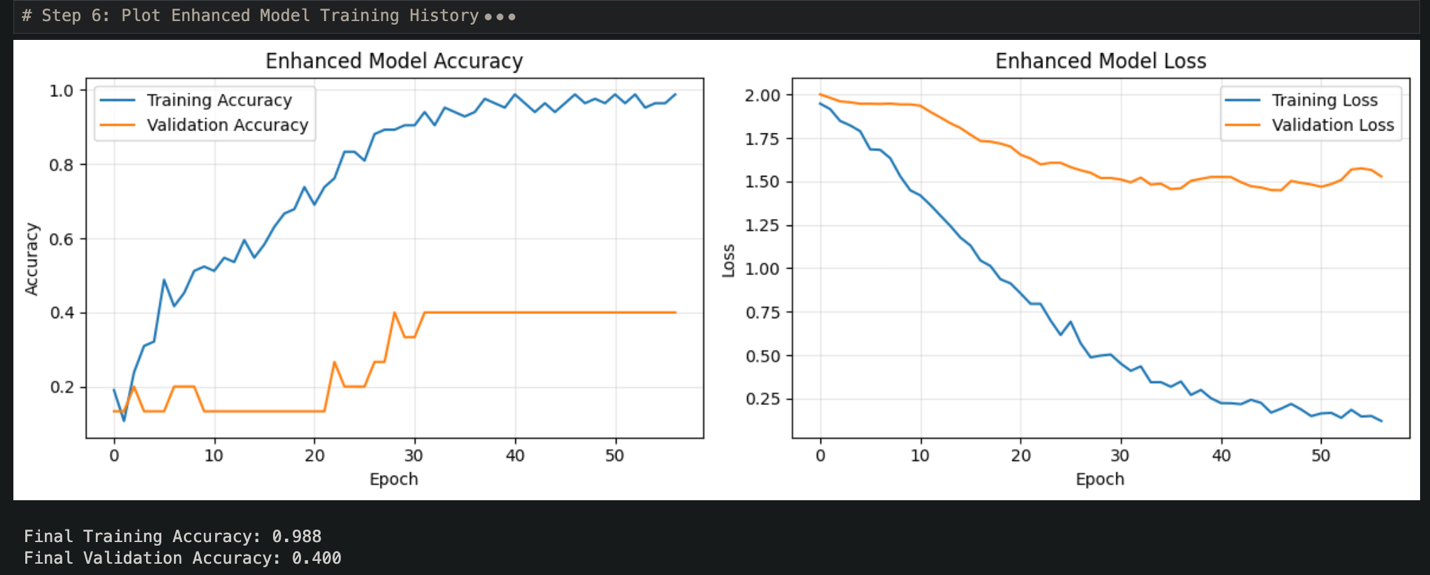 # Step 6: Plot Enhanced Model Training History •••
Enhanced Model Accuracy
Training Accuracy
Validation Accuracy
1.0
0.8
0.6
0.4
0.2
Accuracy
0 10 20 30 40 50
Epoch
Enhanced Model Loss
Training Loss
Validation Loss
2.00
1.75
1.50
1.25
1.00
0.75
0.50
0.25
Loss
0 10 20 30 40 50
Epoch
Final Training Accuracy: 0.988
Final Validation Accuracy: 0.400